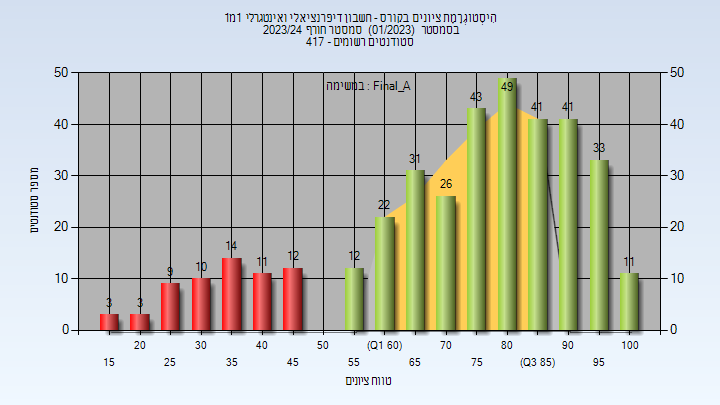 היסטוגרמת ציונים בקורס - חשבון דיפרנציאלי ואינטגרלי 1מ1
בסמסטר (01/2023) סמסטר חורף 2023/24
417 - סטודנטים רשומים
במשימה : Final_A
50 50
40 40
30 30
20 20
10 10
0 0
3 3 9 10 14 11 12 12 22 31 26 43 49 41 41 33 11
מספר סטודנטים
20 30 40 50 (Q1 60) 70 80 90 100
15 25 35 45 55 65 75 (Q3 85) 95
טווח ציונים